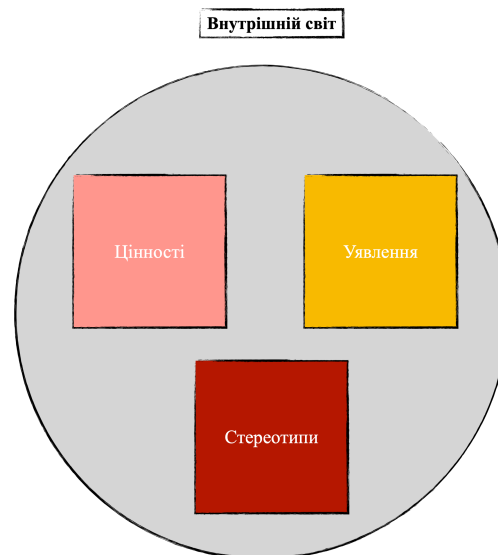 Внутрішній світ
Цінності
Уявлення
Стереотипи